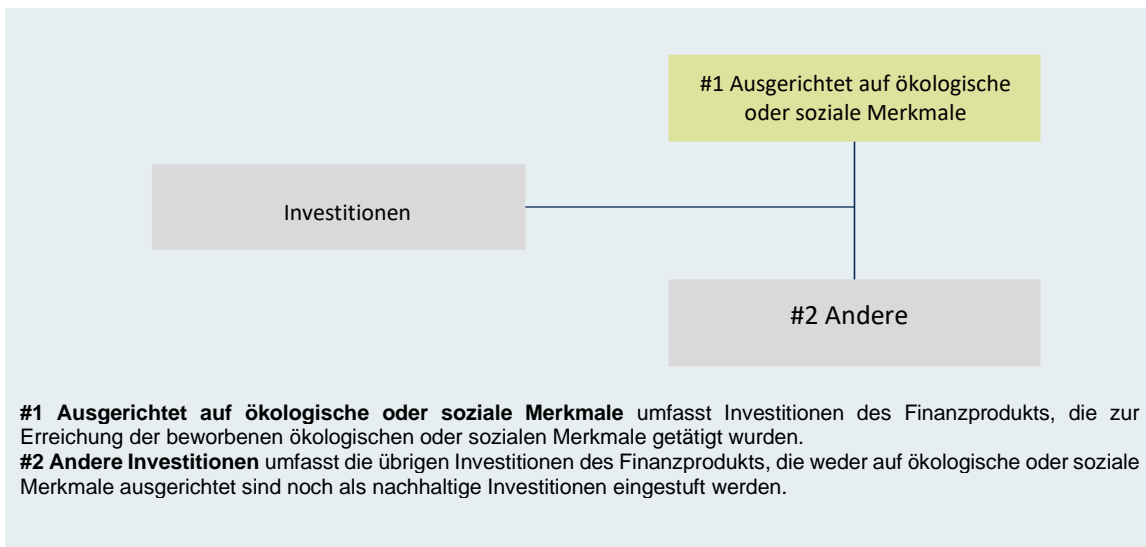 #1 Ausgerichtet auf ökologische
oder soziale Merkmale
Investitionen
#2 Andere
#1 Ausgerichtet auf ökologische oder soziale Merkmale umfasst Investitionen des Finanzprodukts, die zur
Erreichung der beworbenen ökologischen oder sozialen Merkmale getätigt wurden.
#2 Andere Investitionen umfasst die übrigen Investitionen des Finanzprodukts, die weder auf ökologische oder soziale
Merkmale ausgerichtet sind noch als nachhaltige Investitionen eingestuft werden.